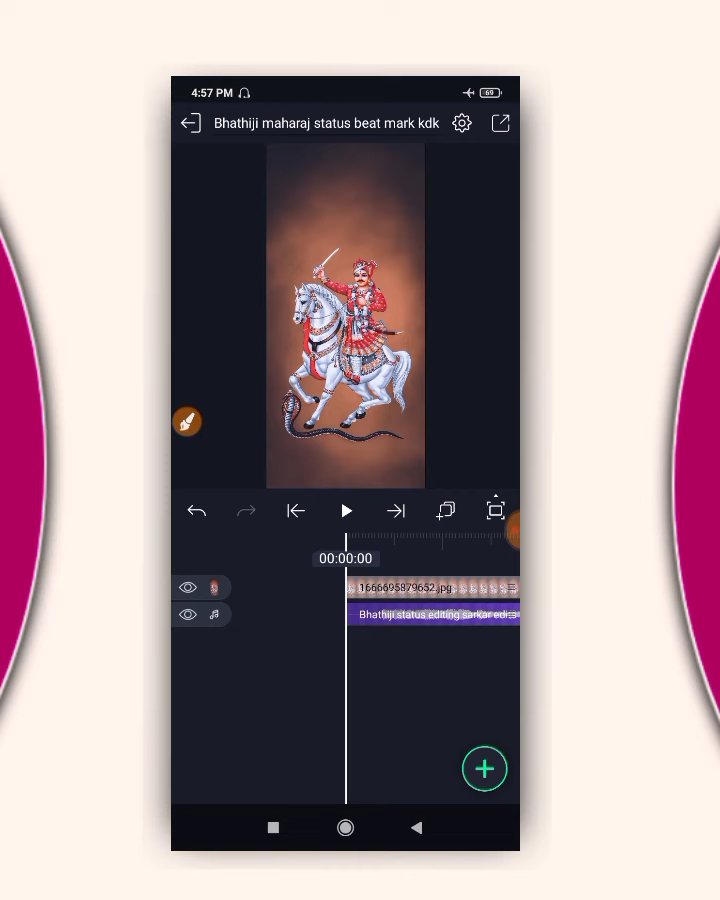 4:57 PM
69
Bhathiji maharaj status beat mark kdk
00:00:00
1666695879652.jpg
Bhathiji status editing sarkar edits